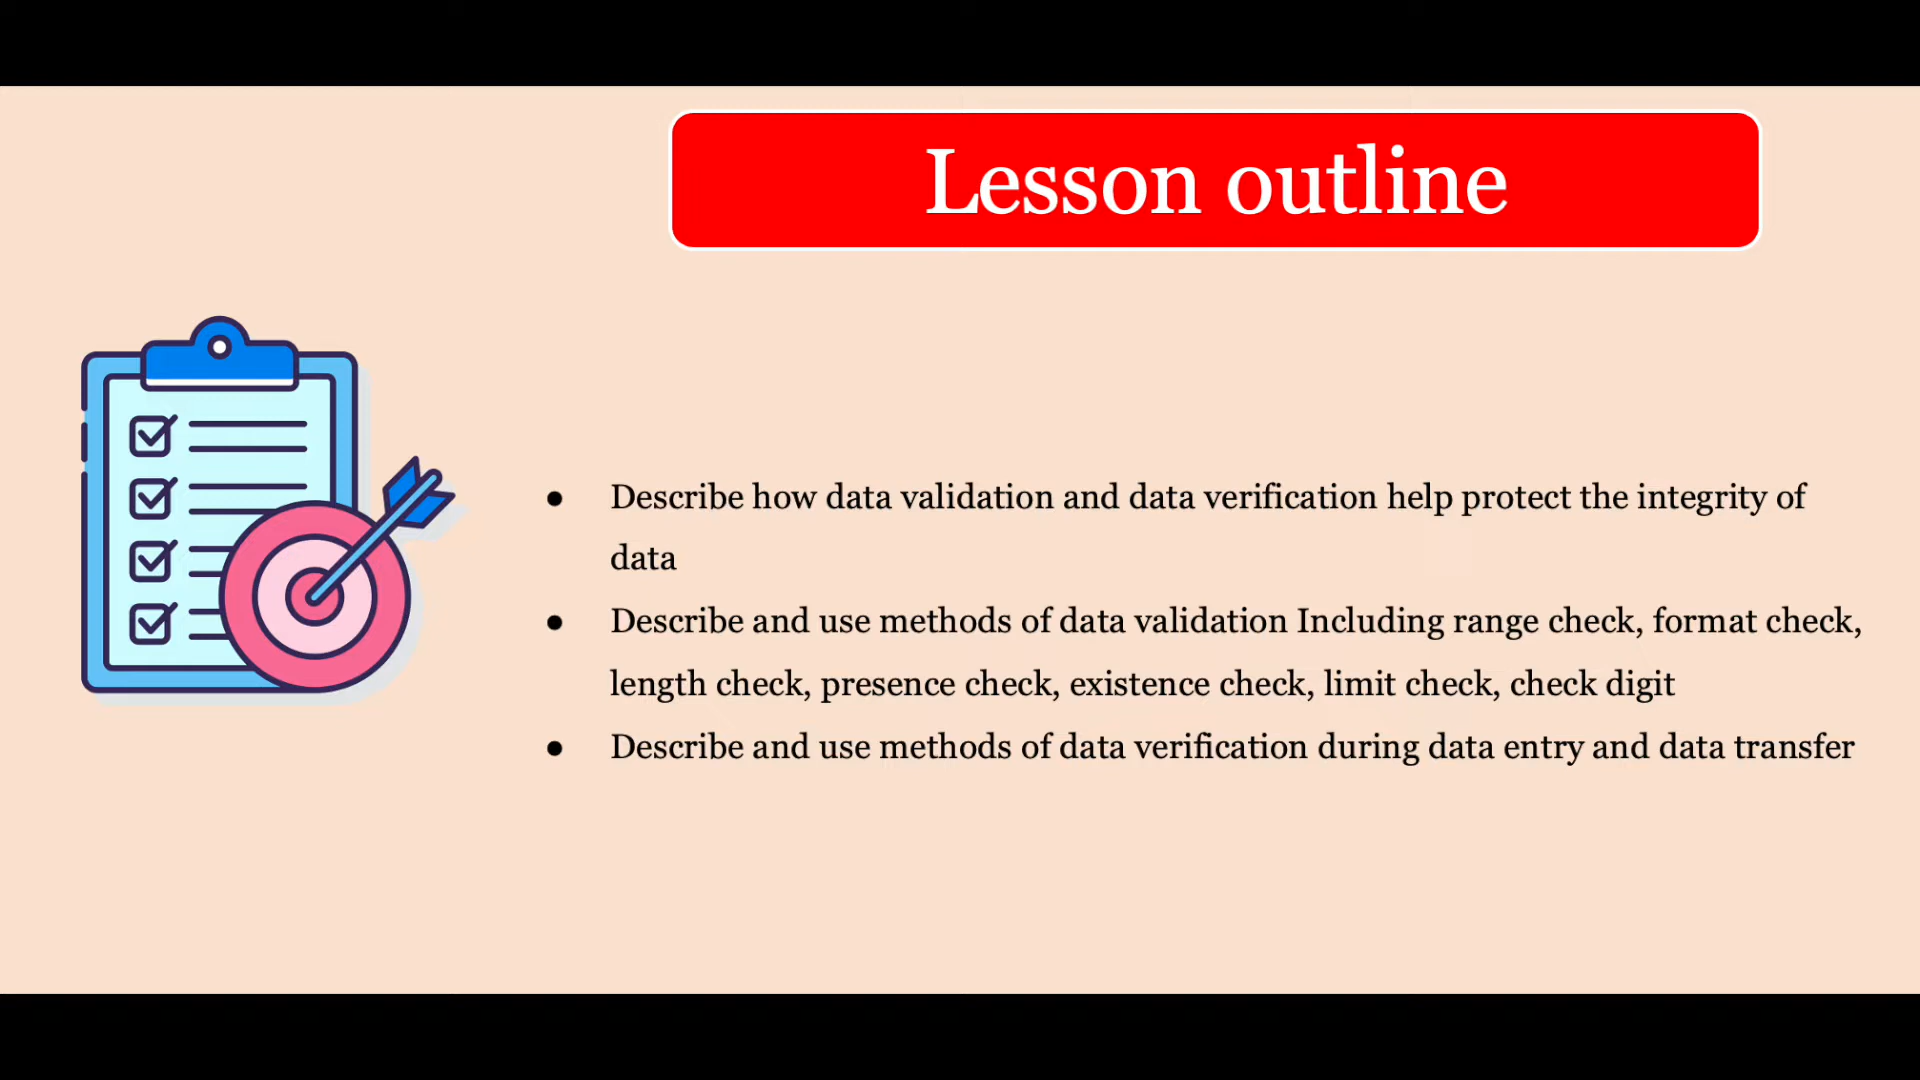 Lesson outline
● Describe how data validation and data verification help protect the integrity of
data
● Describe and use methods of data validation Including range check, format check,
length check, presence check, existence check, limit check, check digit
● Describe and use methods of data verification during data entry and data transfer